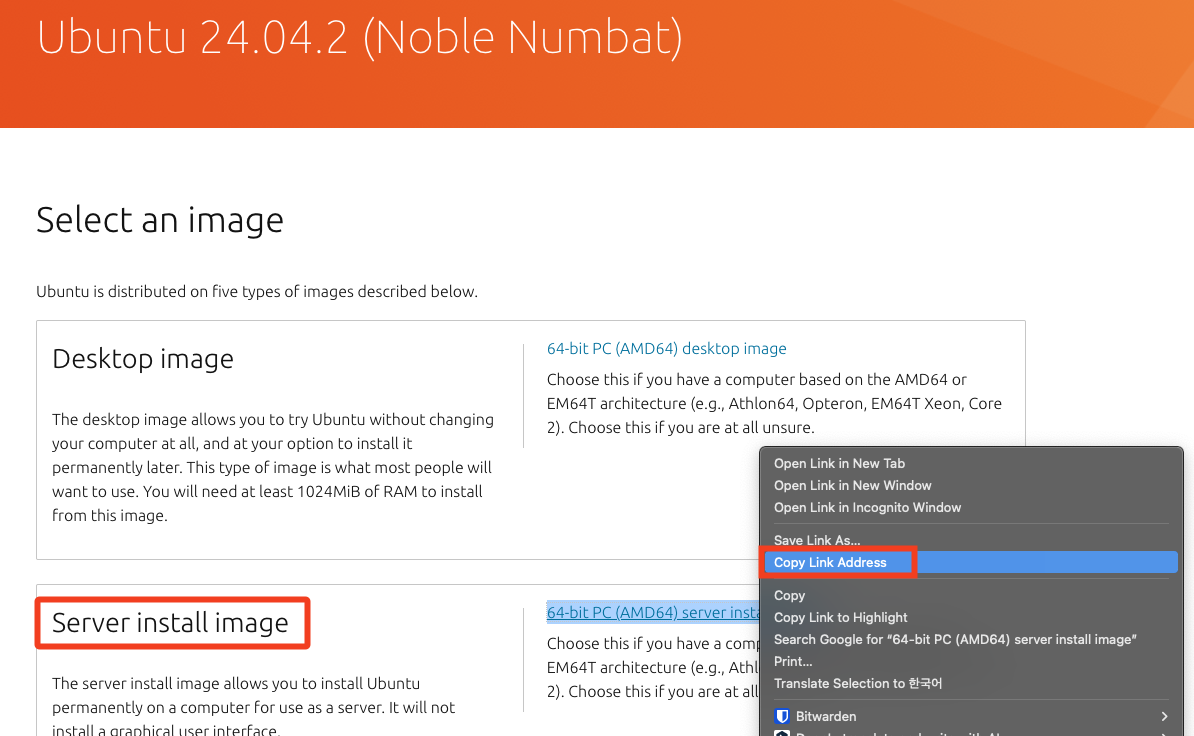 Ubuntu 24.04.2 (Noble Numbat)
Select an image
Ubuntu is distributed on five types of images described below.
Desktop image
The desktop image allows you to try Ubuntu without changing
your computer at all, and at your option to install it
permanently later. This type of image is what most people will
want to use. You will need at least 1024MiB of RAM to install
from this image.
64-bit PC (AMD64) desktop image
Choose this if you have a computer based on the AMD64 or
EM64T architecture (e.g., Athlon64, Opteron, EM64T Xeon, Core
2). Choose this if you are at all unsure.
Server install image
The server install image allows you to install Ubuntu
permanently on a computer for use as a server. It will not
install a graphical user interface.
64-bit PC (AMD64) server
Choose this if you have a
EM64T architecture (e.g.,
2). Choose this if you are at all
Open Link in New Tab
Open Link in New Window
Open Link in Incognito Window
Save Link As...
Copy Link Address
Copy
Copy Link to Highlight
Search Google for “64-bit PC (AMD64) server install image”
Print...
Translate Selection to 한국어
Bitwarden